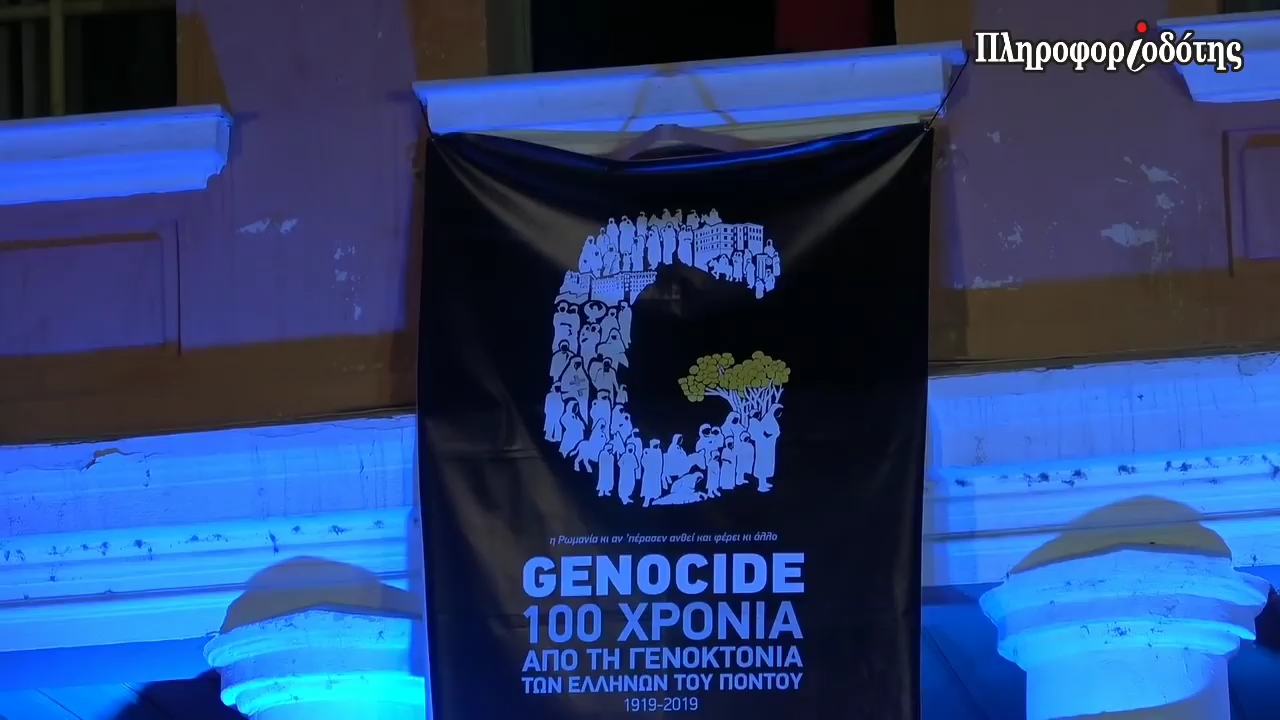 Πληροφοριοδότης
η Ρωμανία κι αν 'πέρασεν ανθεί και φέρει κι άλλο
GENOCIDE
100 ΧΡΟΝΙΑ
ΑΠΟ ΤΗ ΓΕΝΟΚΤΟΝΙΑ
ΤΩΝ ΕΛΛΗΝΩΝ ΤΟΥ ΠΟΝΤΟΥ
1919-2019